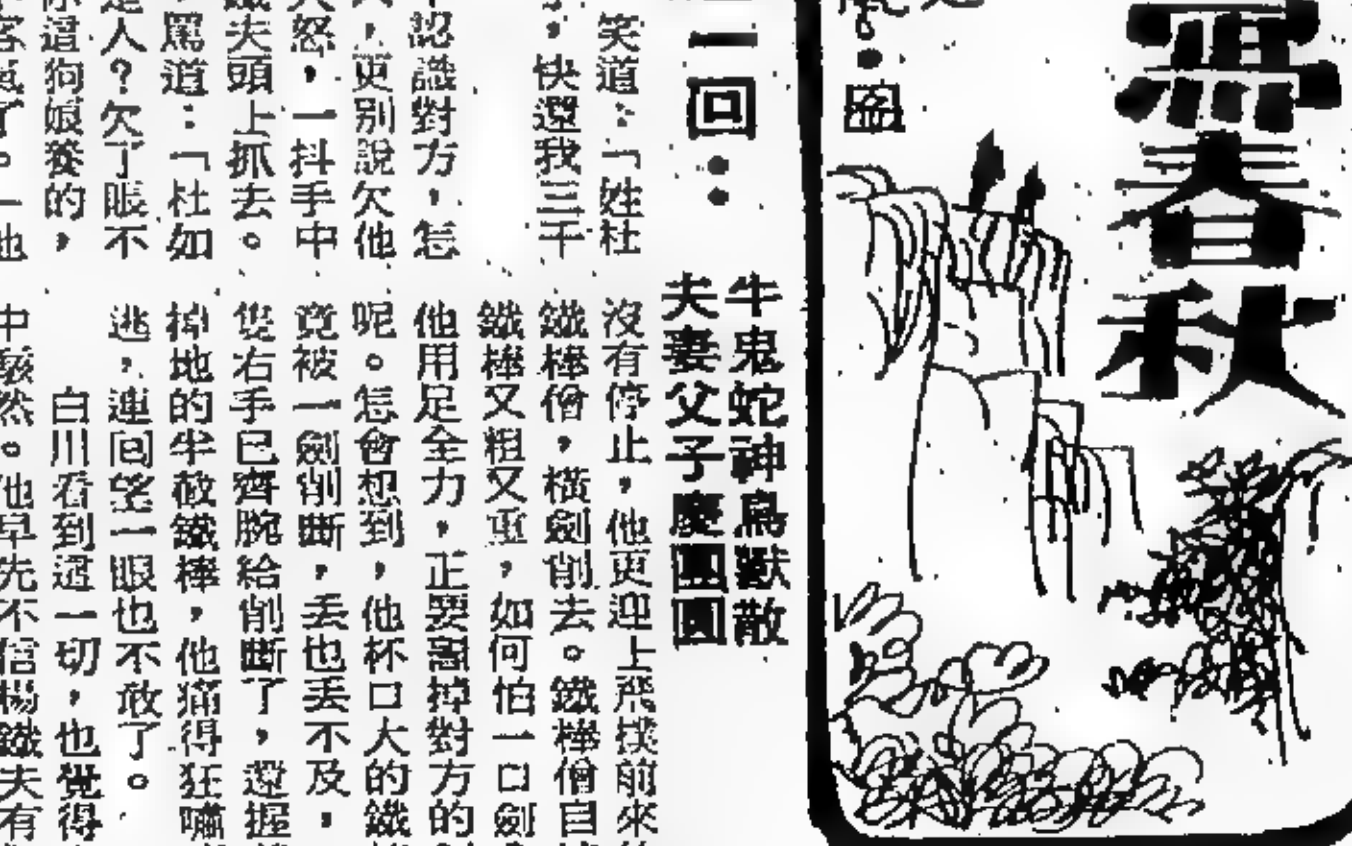 春秋
圖
一回：
牛鬼蛇神鳥獸散
夫妻父子慶團圓
笑道：「姓杜
，快還我三千
認識對方，怎
，更别說欠他
怒，一抖手中
夫頭上抓去。
罵道：「杜如
是人？欠了賬不
你這狗娘養的，
客氣了。」他
沒有停止，他更迎上飛撲前來
鐵棒僧，橫劍削去。鐵棒僧自
鐵棒又粗又重，如何怕一口劍
他用足全力，正要砸掉對方的
呢。怎會想到，他杯口大的鐵
竟被一劍削斷，丢也丢不及，
隻右手已齊腕給削斷了，還握
掉地的半截鐵棒，他痛得狂嘯
逃，連回望一眼也不敢了。
白川看到這一切，也覺得
中駭然。他早先不信楊鐵夫有